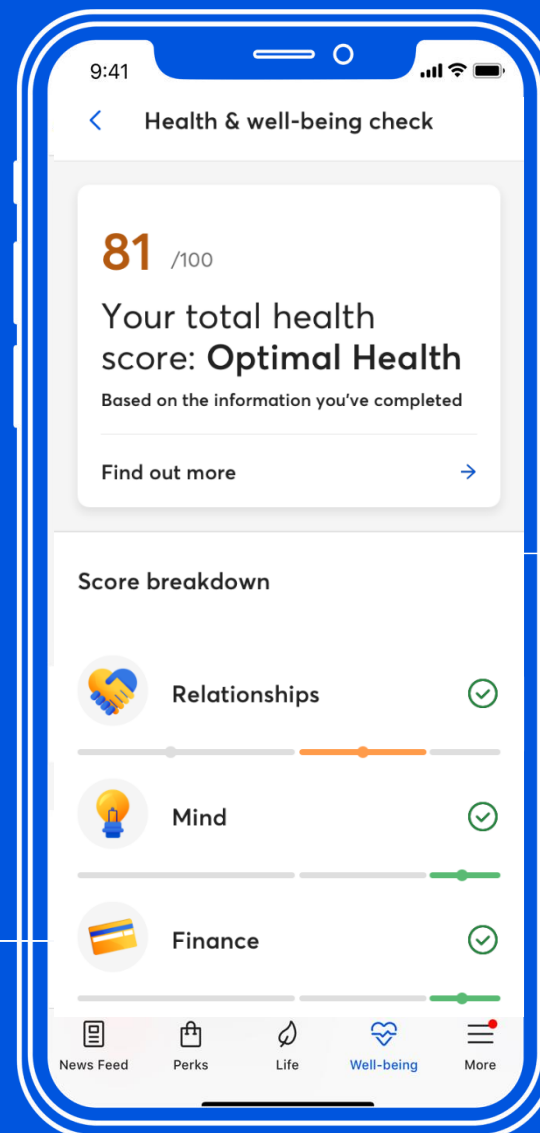 9:41
Health & well-being check
81 /100
Your total health
score: Optimal Health
Based on the information you've completed
Find out more
Score breakdown
Relationships
Mind
Finance
News Feed Perks Life Well-being More